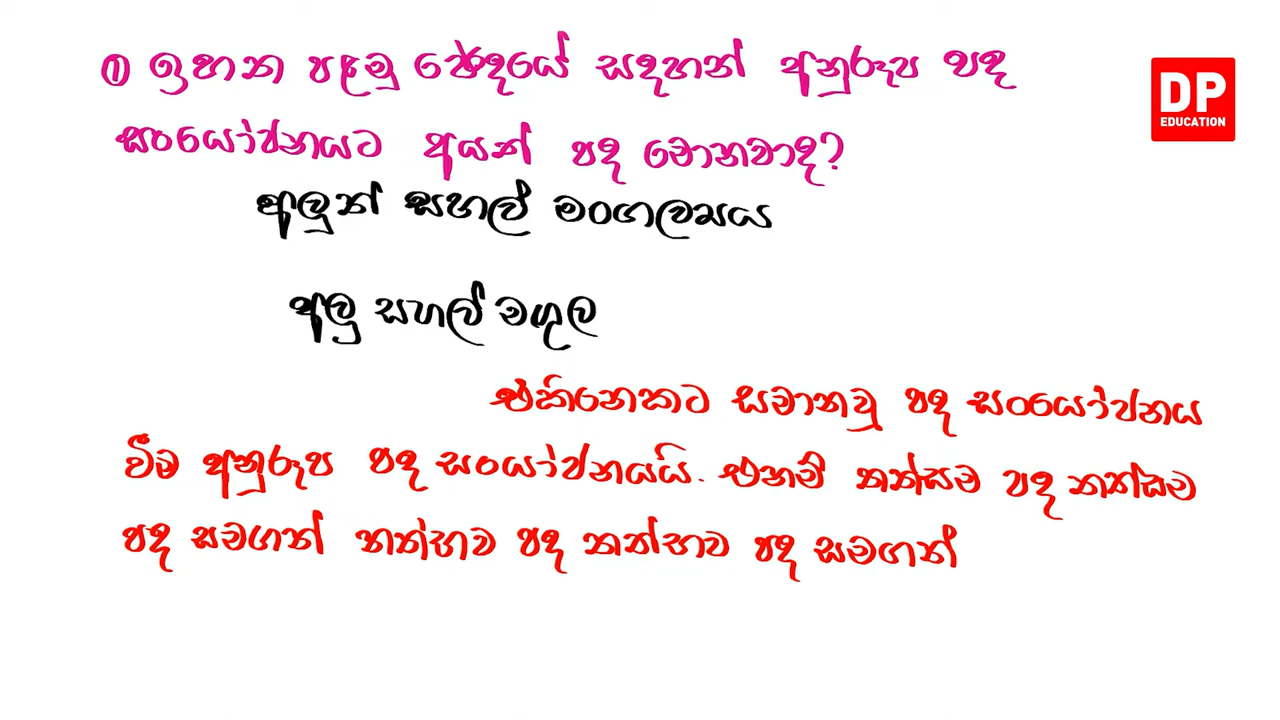 ① ඉහත පළමු ඡේදයේ සඳහන් අනුරූප පද
සංයෝජනයට අයත් පද මොනවාද?
අලුත් සහල් මංගල්‍යය
අලු සහල් මගුල
එකිනෙකට සමානවූ පද සංයෝජනය
වීම අනුරූප පද සංයෝජනයයි. එනම් තත්සම පද තත්සම
පද සමගත් තත්භව පද තත්භව පද සමගත්
DP
EDUCATION